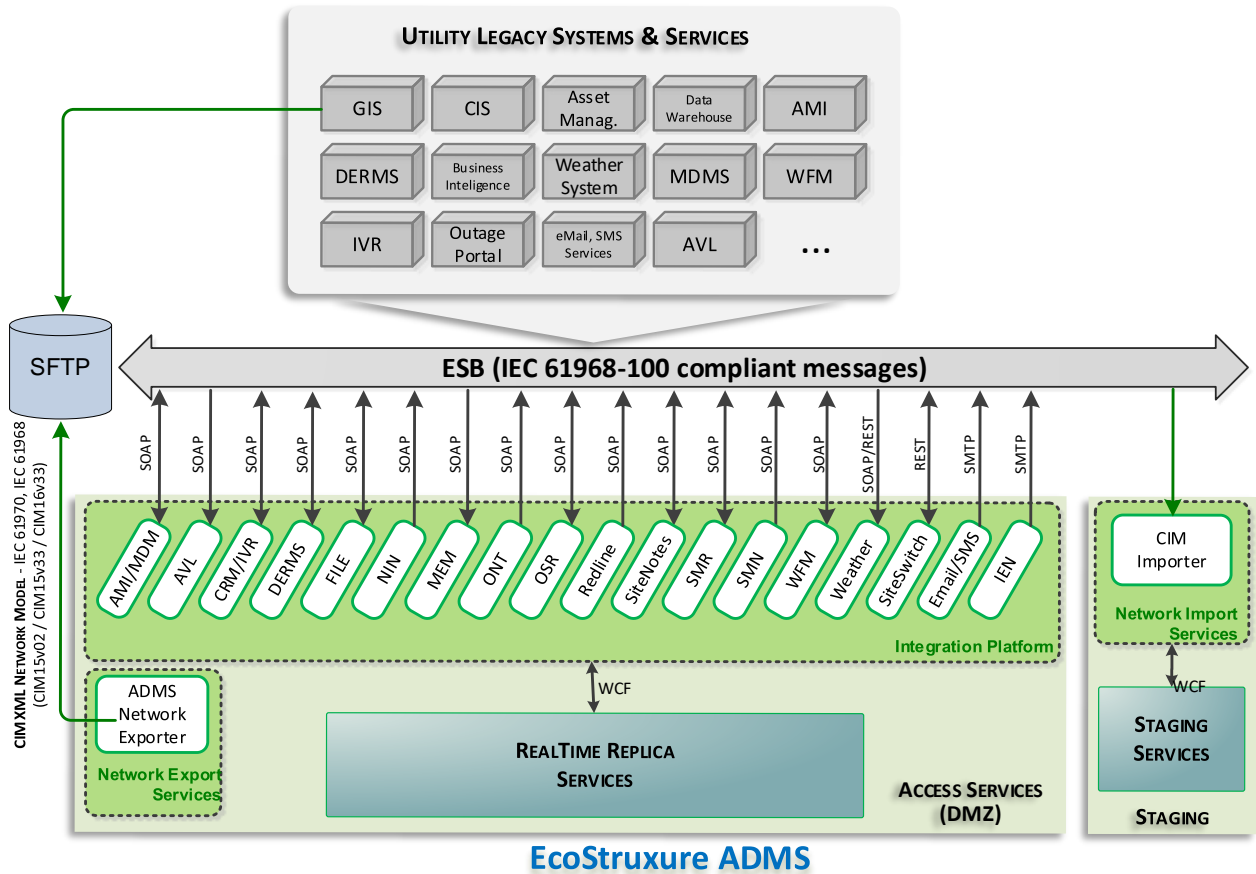 UTILITY LEGACY SYSTEMS & SERVICES
GIS
CIS
Asset
Manag.
Data
Warehouse
AMI
DERMS
Business
Inteligence
Weather
System
MDMS
WFM
IVR
Outage
Portal
eMail, SMS
Services
AVL
...
SFTP
ESB (IEC 61968-100 compliant messages)
CIM XML NETWORK MODEL - IEC 61970, IEC 61968
(CIM15v02 / CIM15v33 / CIM16v33)
SOAP
SOAP
SOAP
SOAP
SOAP
SOAP
SOAP
SOAP
SOAP
SOAP
SOAP
SOAP
SOAP
SOAP
SOAP/REST
REST
SMTP
SMTP
AMI/MDM
AVL
CRM/IVR
DERMS
FILE
NIN
MEM
ONT
OSR
Redline
SiteNotes
SMR
SMN
WFM
Weather
SiteSwitch
Email/SMS
IEN
Integration Platform
CIM
Importer
Network Import
Services
WCF
WCF
ADMS
Network
Exporter
Network Export
Services
REALTIME REPLICA
SERVICES
ACCESS SERVICES
(DMZ)
STAGING
SERVICES
STAGING
EcoStruxure ADMS